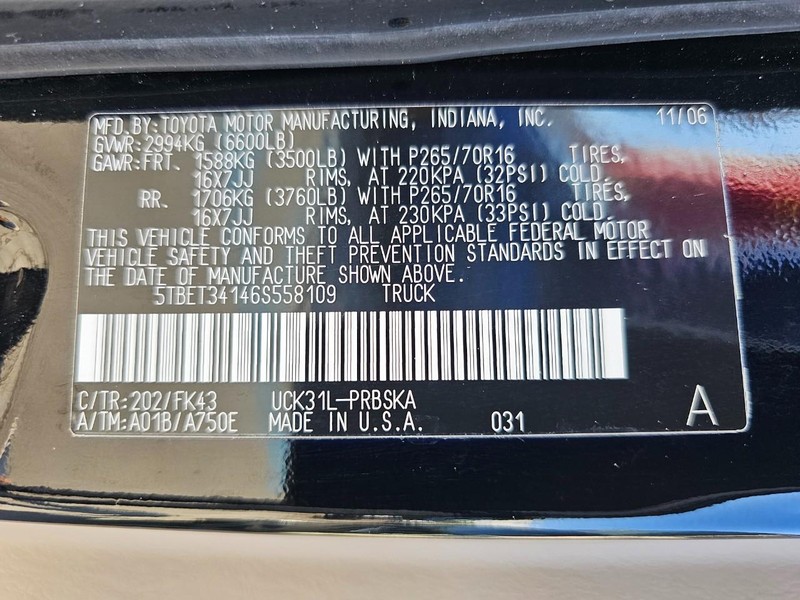 MFD.BY:TOYOTA MOTOR MANUFACTURING, INDIANA, INC. 11/06
GVWR:2994KG (6600LB)
GAWR:FRT. 1588KG (3500LB) WITH P265/70R16 TIRES,
16X7JJ RIMS, AT 220KPA (32PSI) COLD.
RR. 1706KG (3760LB) WITH P265/70R16 TIRES,
16X7JJ RIMS, AT 230KPA (33PSI) COLD.
THIS VEHICLE CONFORMS TO ALL APPLICABLE FEDERAL MOTOR
VEHICLE SAFETY AND THEFT PREVENTION STANDARDS IN EFFECT ON
THE DATE OF MANUFACTURE SHOWN ABOVE.
5TBET34146S558109 TRUCK
C/TR:202/FK43 UCK31L-PRBSKA
A/TM:A01B/A750E MADE IN U.S.A. 031 A